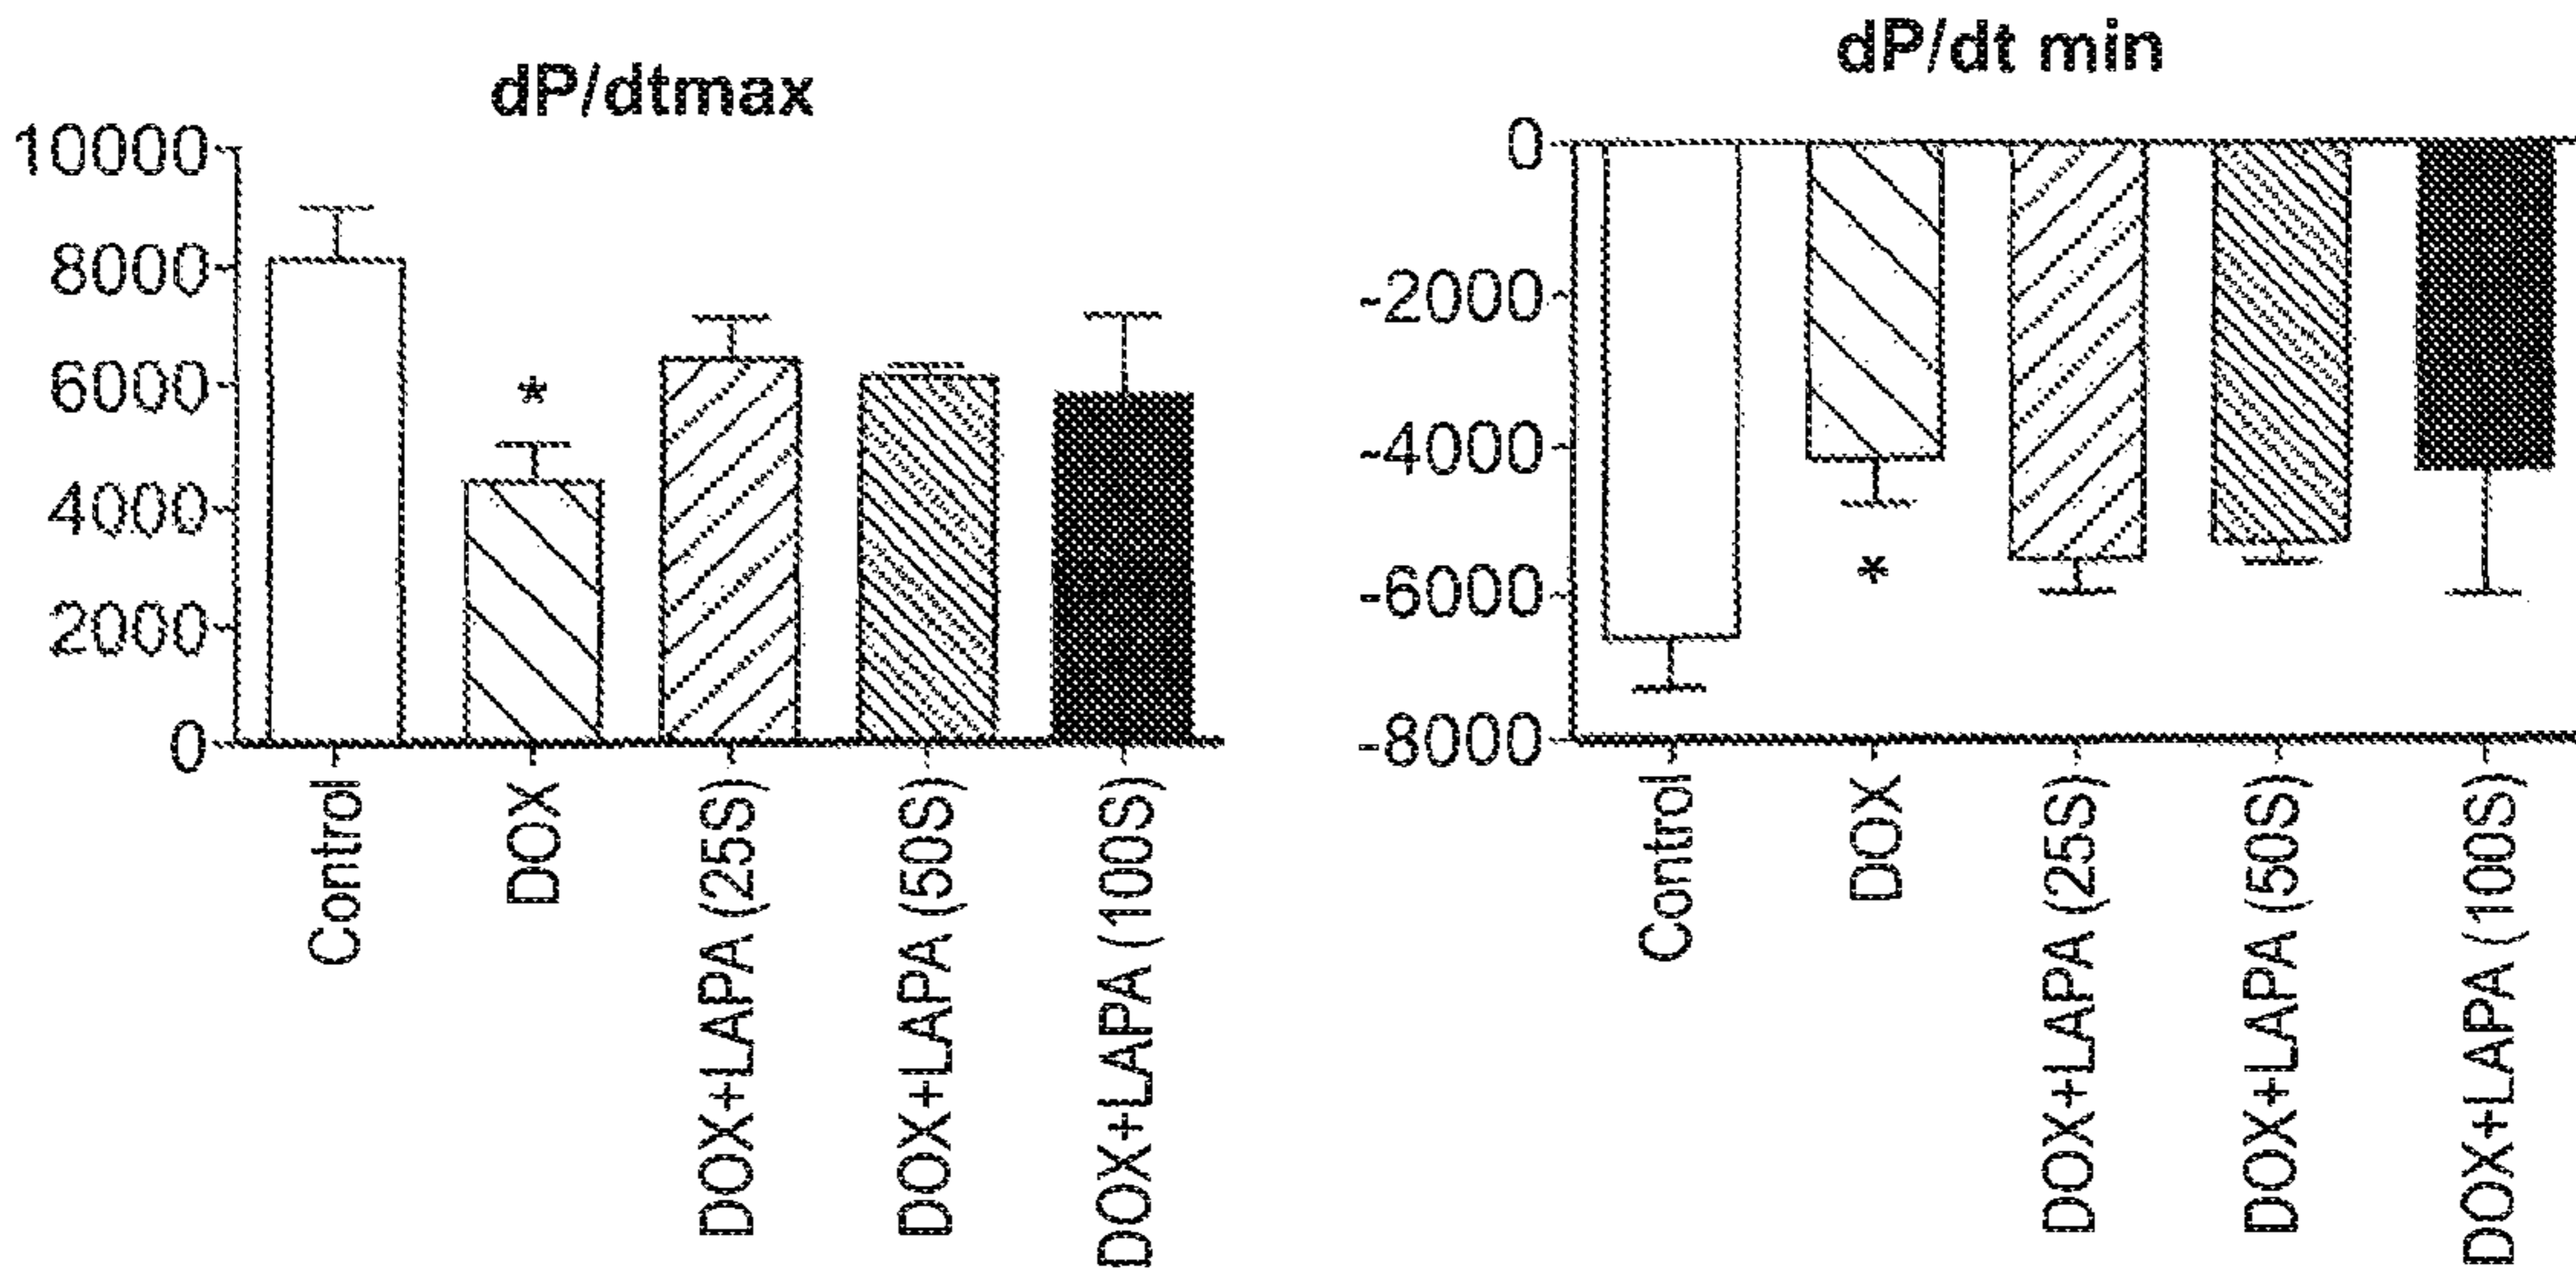 dP/dtmax
10000
8000
6000
4000
2000
0
*
Control
DOX
DOX+LAPA (25S)
DOX+LAPA (50S)
DOX+LAPA (100S)
dP/dt min
0
-2000
-4000
-6000
-8000
*
Control
DOX
DOX+LAPA (25S)
DOX+LAPA (50S)
DOX+LAPA (100S)